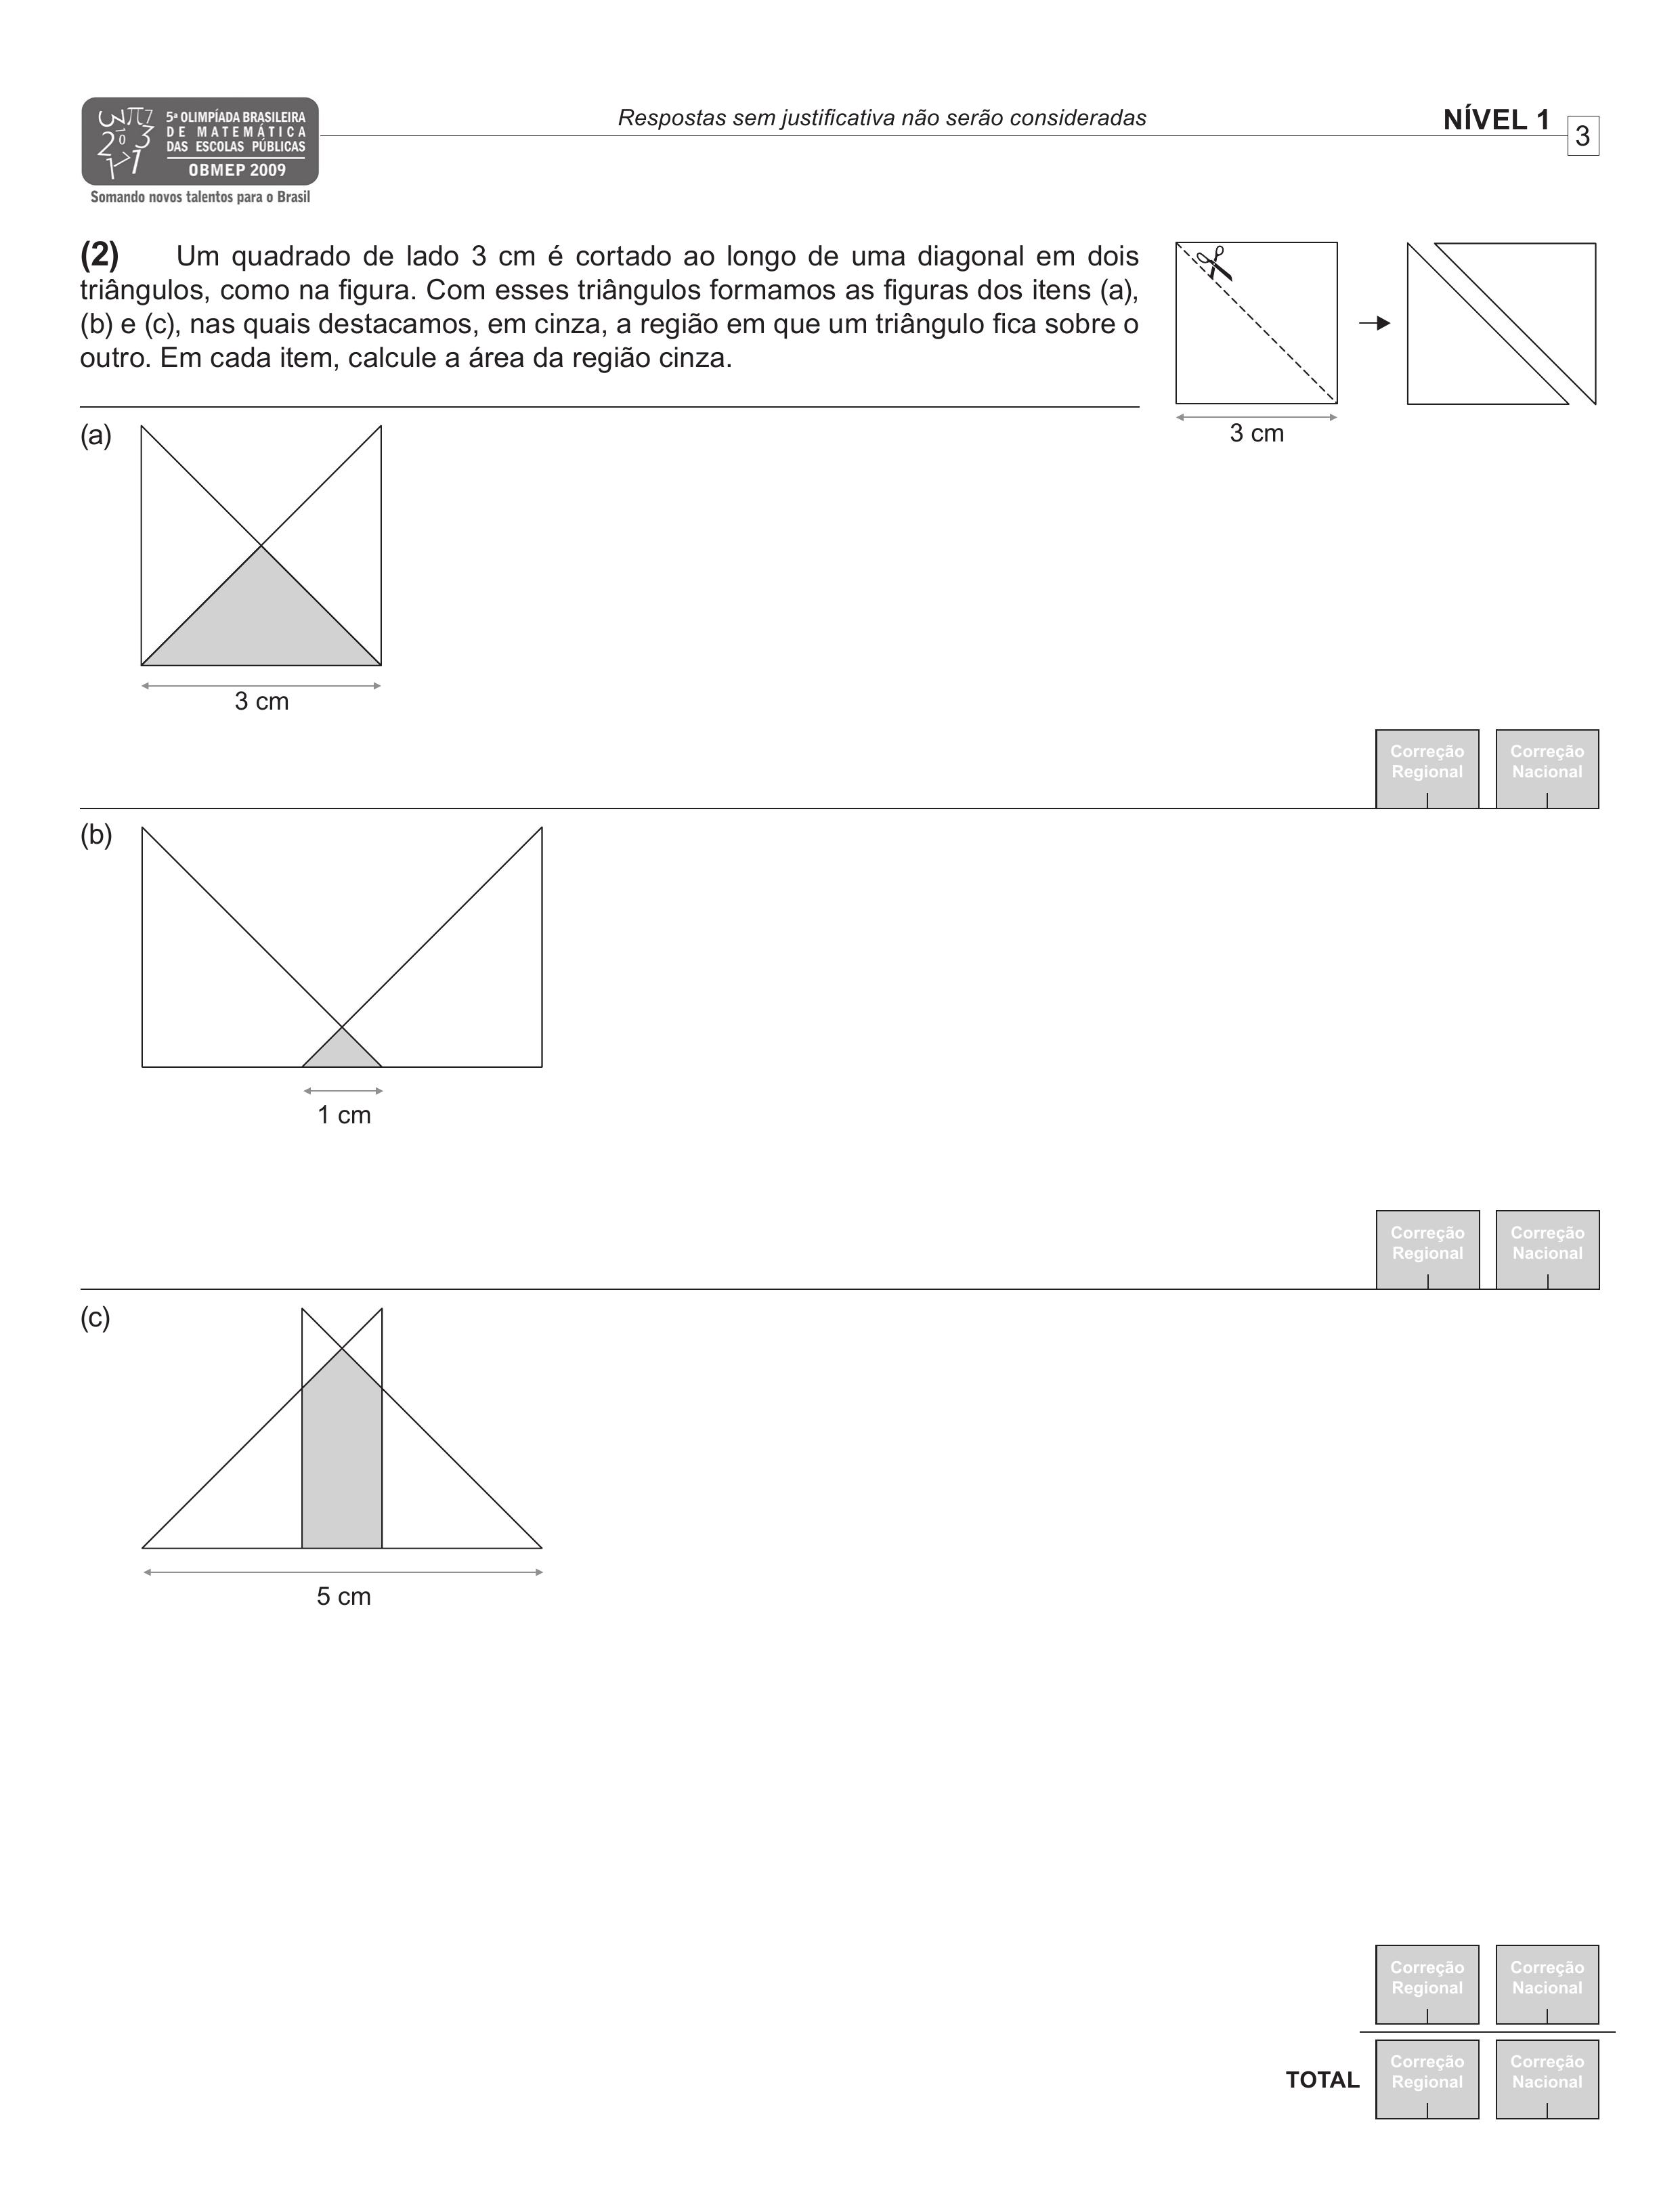 5ª OLIMPÍADA BRASILEIRA
DE MATEMÁTICA
DAS ESCOLAS PÚBLICAS
OBMEP 2009
Somando novos talentos para o Brasil
Respostas sem justificativa não serão consideradas
NÍVEL 1
3
(2) Um quadrado de lado 3 cm é cortado ao longo de uma diagonal em dois
triângulos, como na figura. Com esses triângulos formamos as figuras dos itens (a),
(b) e (c), nas quais destacamos, em cinza, a região em que um triângulo fica sobre o
outro. Em cada item, calcule a área da região cinza.
3 cm
(a)
3 cm
Correção
Regional
Correção
Nacional
(b)
1 cm
Correção
Regional
Correção
Nacional
(c)
5 cm
Correção
Regional
Correção
Nacional
TOTAL
Correção
Regional
Correção
Nacional